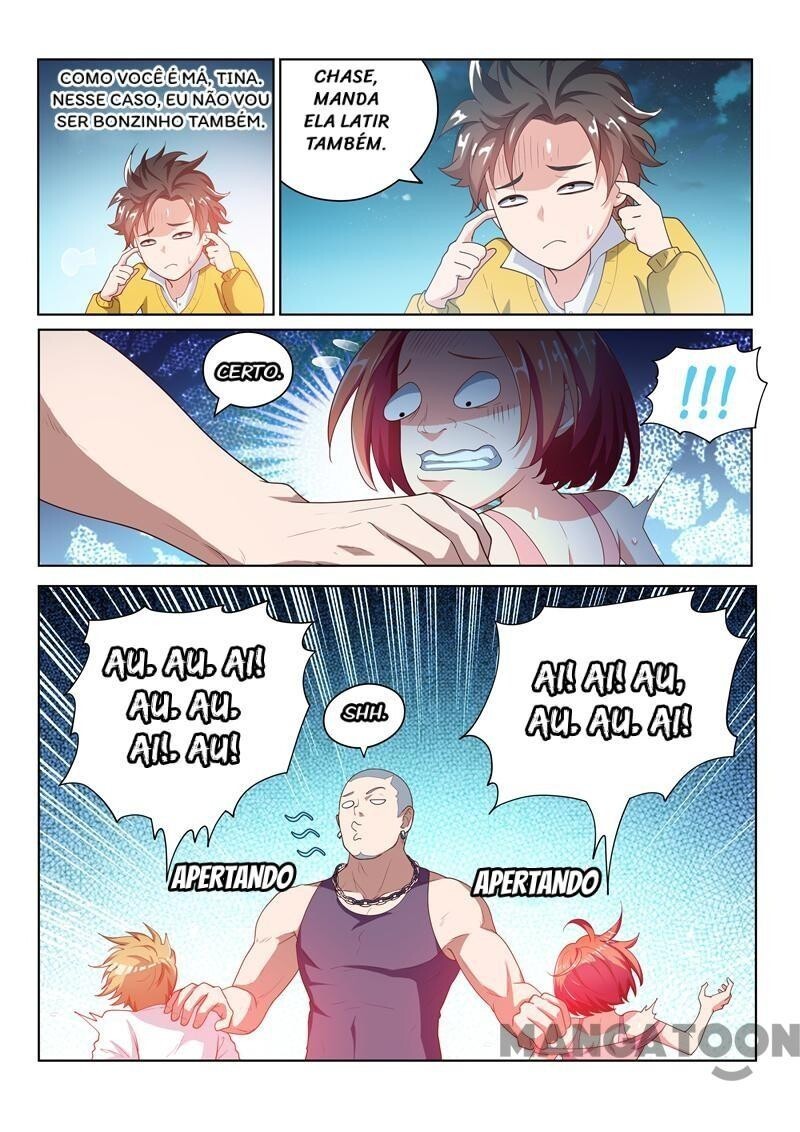 COMO VOCÊ É MÁ, TINA.
NESSE CASO, EU NÃO VOU
SER BONZINHO TAMBÉM.
CHASE,
MANDA
ELA LATIR
TAMBÉM.
CERTO.
!!!
AU. AU. AI!
AU. AU.
AI!. AU!
SHH.
AI! AI! AU,
AU. AU. AI!
APERTANDO
APERTANDO
MANGATOON